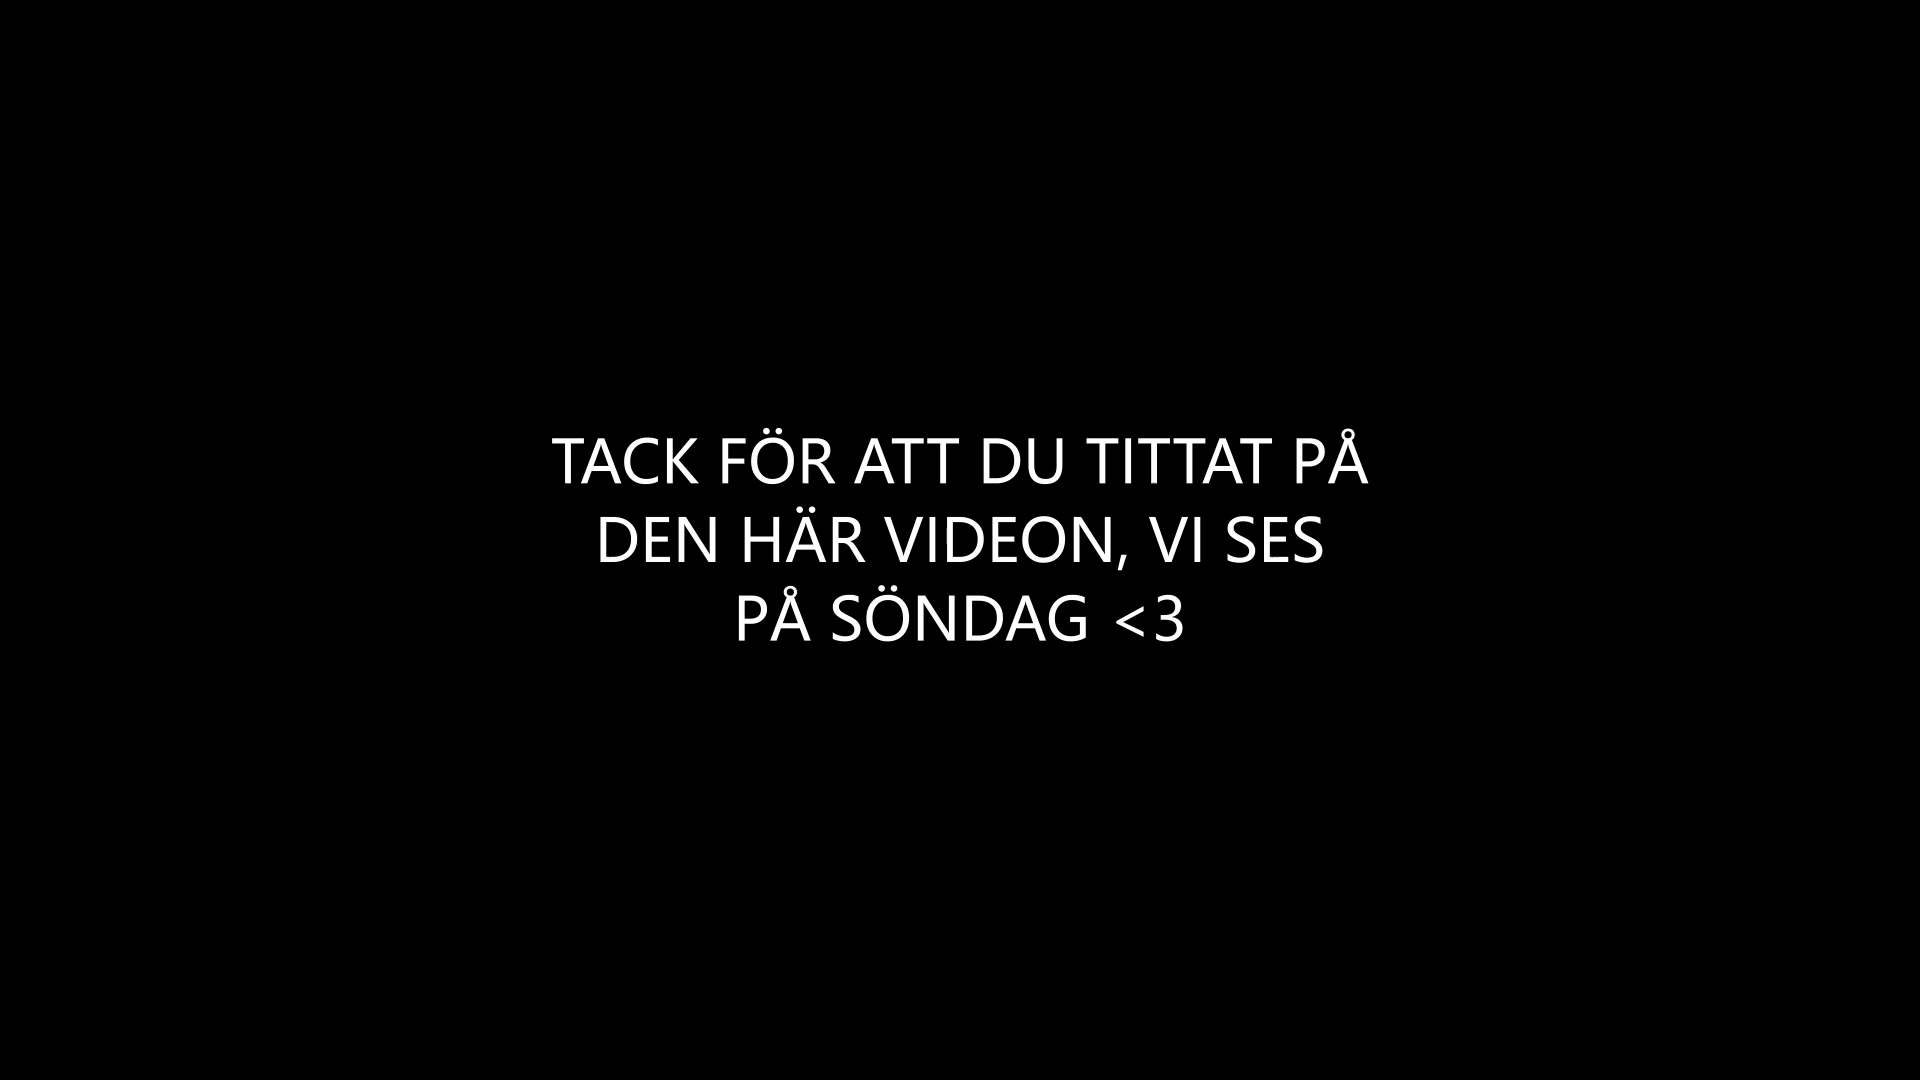 TACK FÖR ATT DU TITTAT PÅ
DEN HÄR VIDEON, VI SES
PÅ SÖNDAG <3